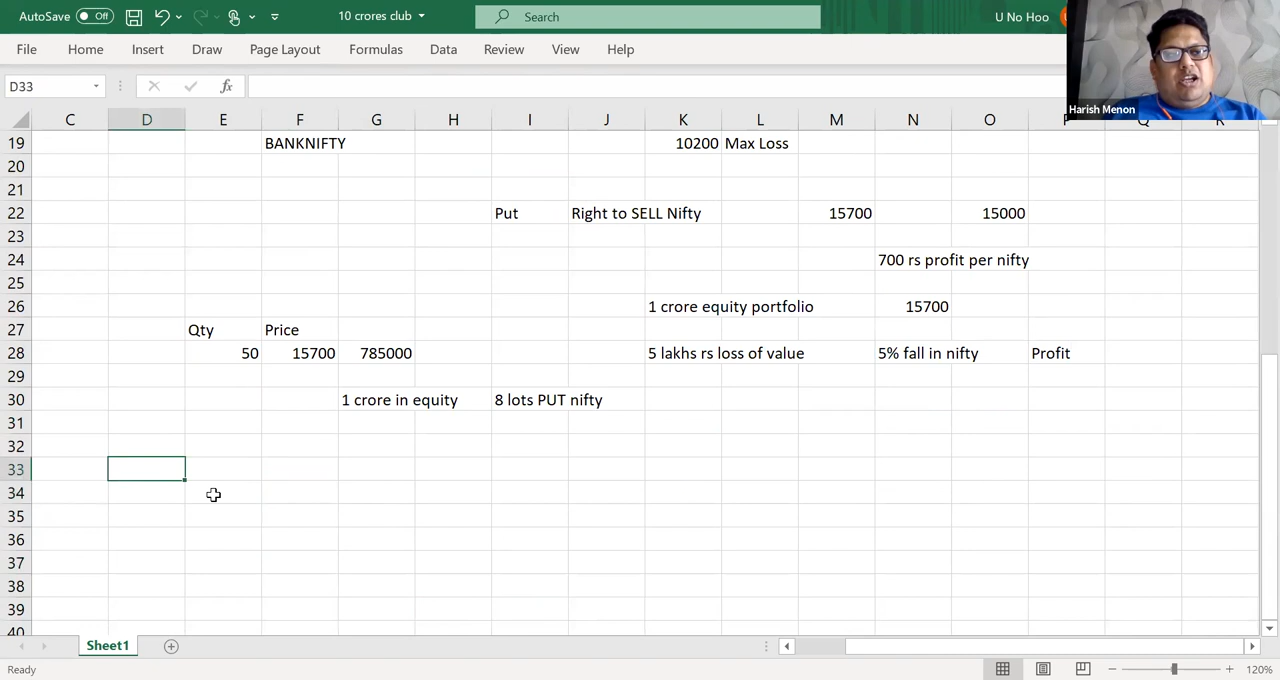 AutoSave Off 10 crores club Search U No Hoo
Harish Menon
File Home Insert Draw Page Layout Formulas Data Review View Help
D33 fx
C D E F G H I J K L M N O
19 BANKNIFTY 10200 Max Loss
20
21
22 Put Right to SELL Nifty 15700 15000
23
24 700 rs profit per nifty
25
26 1 crore equity portfolio 15700
27 Qty Price
28 50 15700 785000 5 lakhs rs loss of value 5% fall in nifty Profit
29
30 1 crore in equity 8 lots PUT nifty
31
32
33
34
35
36
37
38
39
40
Sheet1
Ready 120%